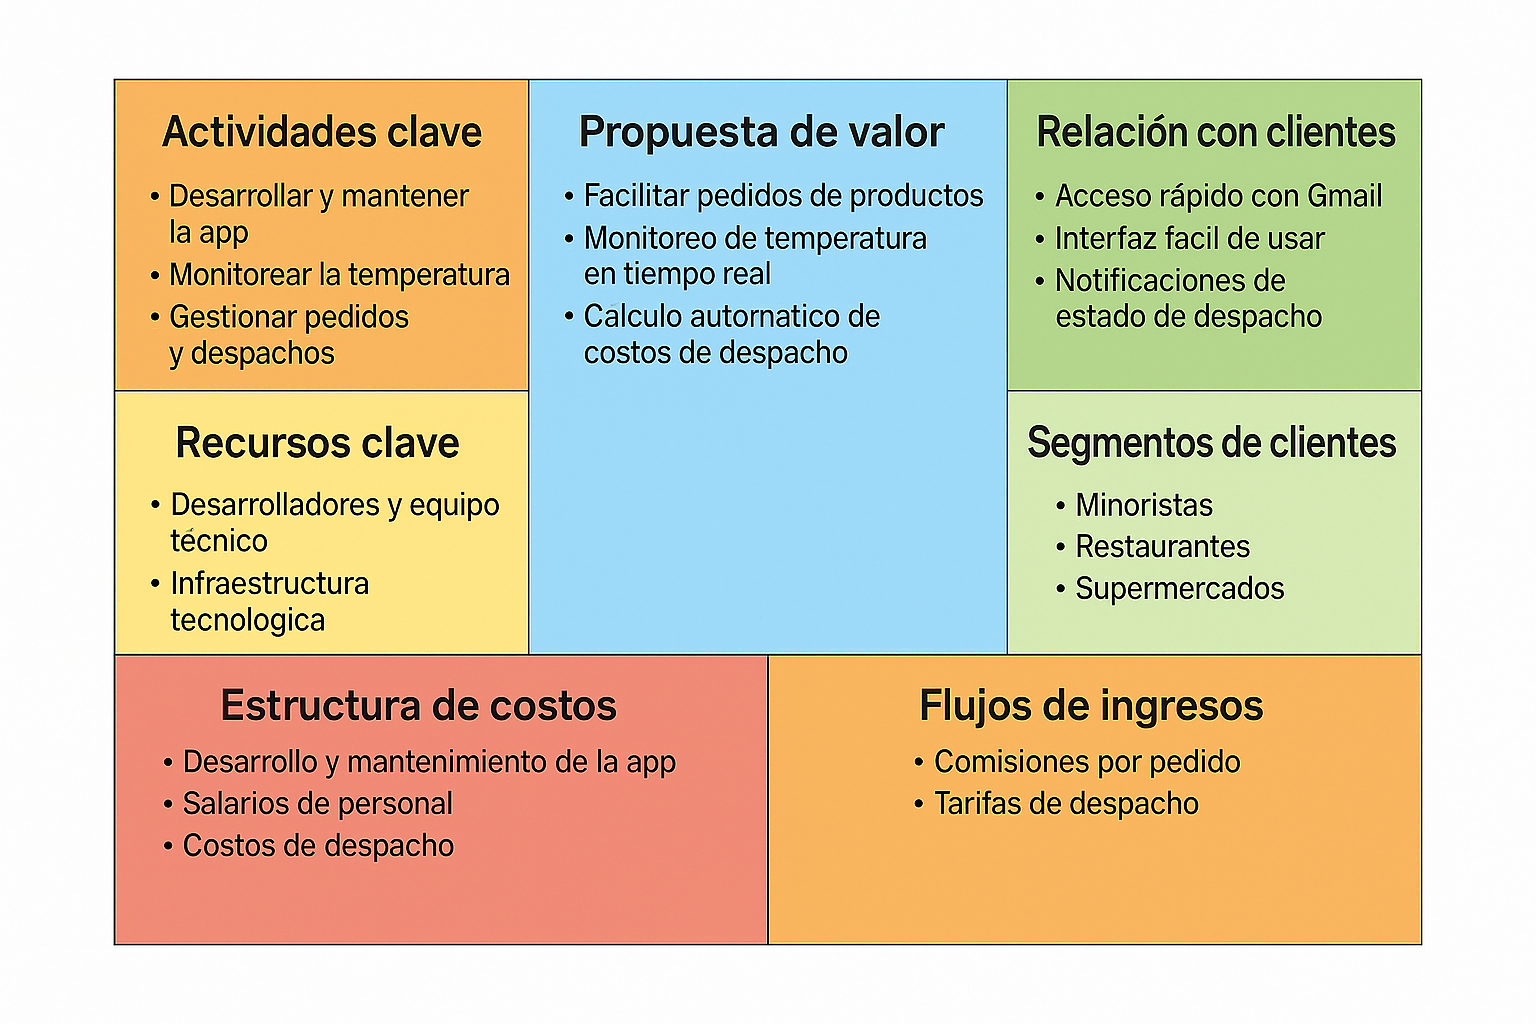 Actividades clave
• Desarrollar y mantener
la app
• Monitorear la temperatura
• Gestionar pedidos
y despachos
Propuesta de valor
• Facilitar pedidos de productos
• Monitoreo de temperatura
en tiempo real
• Calculo autornatico de
costos de despacho
Relación con clientes
• Acceso rápido con Gmail
• Interfaz facil de usar
• Notificaciones de
estado de despacho
Recursos clave
• Desarrolladores y equipo
técnico
• Infraestructura
tecnologica
Segmentos de clientes
• Minoristas
• Restaurantes
• Supermercados
Estructura de costos
• Desarrollo y mantenimiento de la app
• Salarios de personal
• Costos de despacho
Flujos de ingresos
• Comisiones por pedido
• Tarifas de despacho